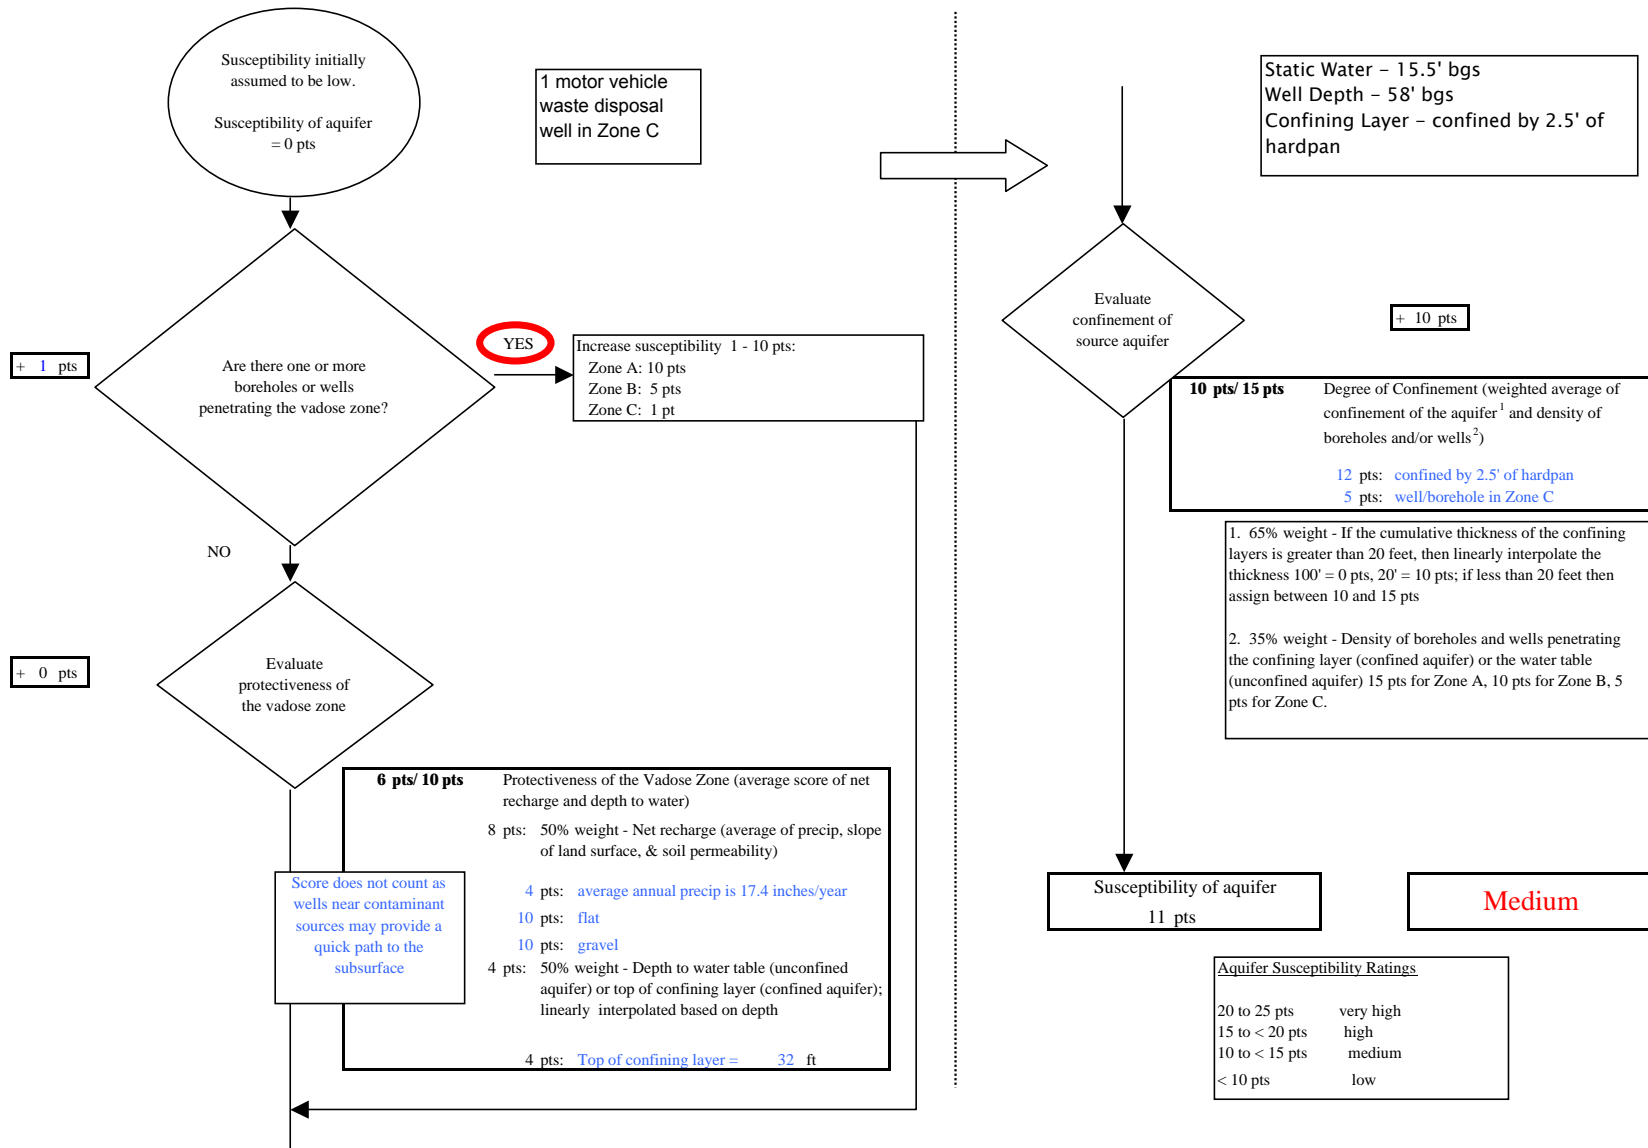 Susceptibility initially
assumed to be low.
Susceptibility of aquifer
= 0 pts
1 motor vehicle
waste disposal
well in Zone C
+ 1 pts
Are there one or more
boreholes or wells
penetrating the vadose zone?
YES
Increase susceptibility 1 - 10 pts:
Zone A: 10 pts
Zone B: 5 pts
Zone C: 1 pt
NO
+ 0 pts
Evaluate
protectiveness of
the vadose zone
6 pts/ 10 pts Protectiveness of the Vadose Zone (average score of net
recharge and depth to water)
8 pts: 50% weight - Net recharge (average of precip, slope
of land surface, & soil permeability)
4 pts: average annual precip is 17.4 inches/year
10 pts: flat
10 pts: gravel
4 pts: 50% weight - Depth to water table (unconfined
aquifer) or top of confining layer (confined aquifer);
linearly interpolated based on depth
4 pts: Top of confining layer = 32 ft
Score does not count as
wells near contaminant
sources may provide a
quick path to the
subsurface
Static Water - 15.5' bgs
Well Depth - 58' bgs
Confining Layer - confined by 2.5' of
hardpan
Evaluate
confinement of
source aquifer
+ 10 pts
10 pts/ 15 pts Degree of Confinement (weighted average of
confinement of the aquifer1 and density of
boreholes and/or wells2)
12 pts: confined by 2.5' of hardpan
5 pts: well/borehole in Zone C
1. 65% weight - If the cumulative thickness of the confining
layers is greater than 20 feet, then linearly interpolate the
thickness 100' = 0 pts, 20' = 10 pts; if less than 20 feet then
assign between 10 and 15 pts
2. 35% weight - Density of boreholes and wells penetrating
the confining layer (confined aquifer) or the water table
(unconfined aquifer) 15 pts for Zone A, 10 pts for Zone B, 5
pts for Zone C.
Susceptibility of aquifer
11 pts
Medium
Aquifer Susceptibility Ratings
20 to 25 pts very high
15 to < 20 pts high
10 to < 15 pts medium
< 10 pts low